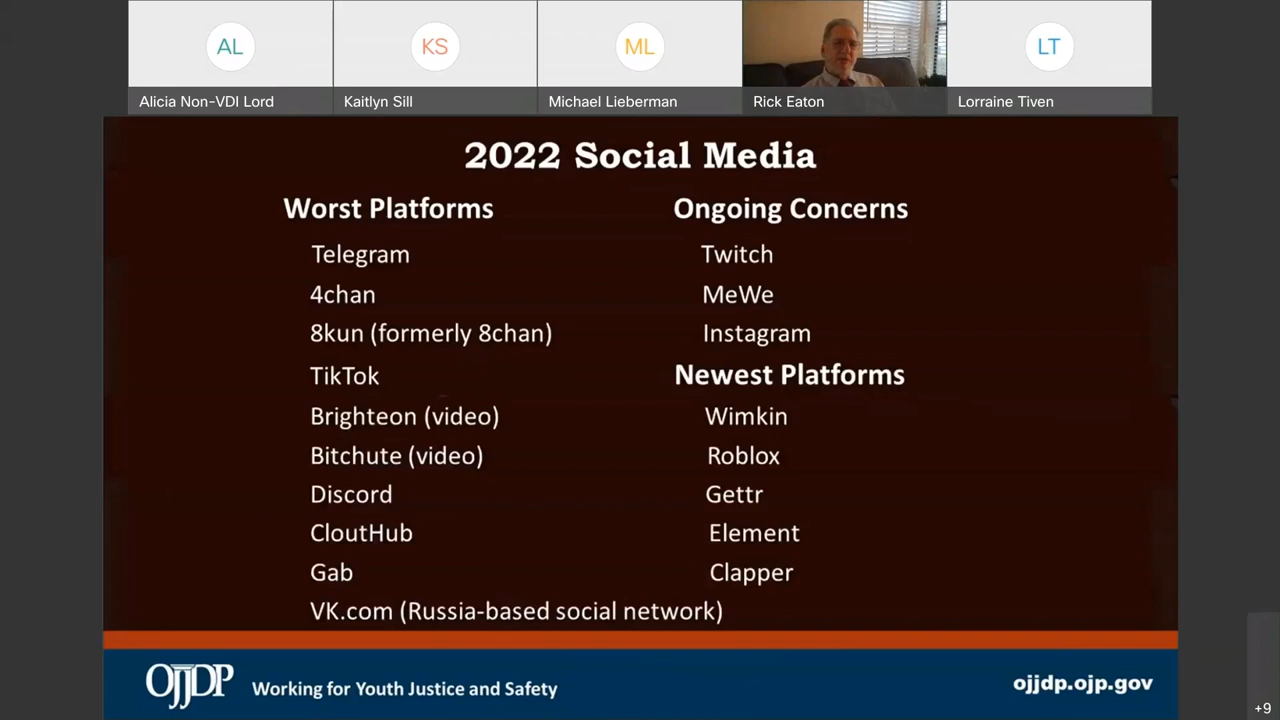 AL
KS
ML
LT
Alicia Non-VDI Lord
Kaitlyn Sill
Michael Lieberman
Rick Eaton
Lorraine Tiven
2022 Social Media
Worst Platforms
Telegram
4chan
8kun (formerly 8chan)
TikTok
Brighteon (video)
Bitchute (video)
Discord
CloutHub
Gab
VK.com (Russia-based social network)
Ongoing Concerns
Twitch
MeWe
Instagram
Newest Platforms
Wimkin
Roblox
Gettr
Element
Clapper
OJJDP
Working for Youth Justice and Safety
ojjdp.ojp.gov
+9